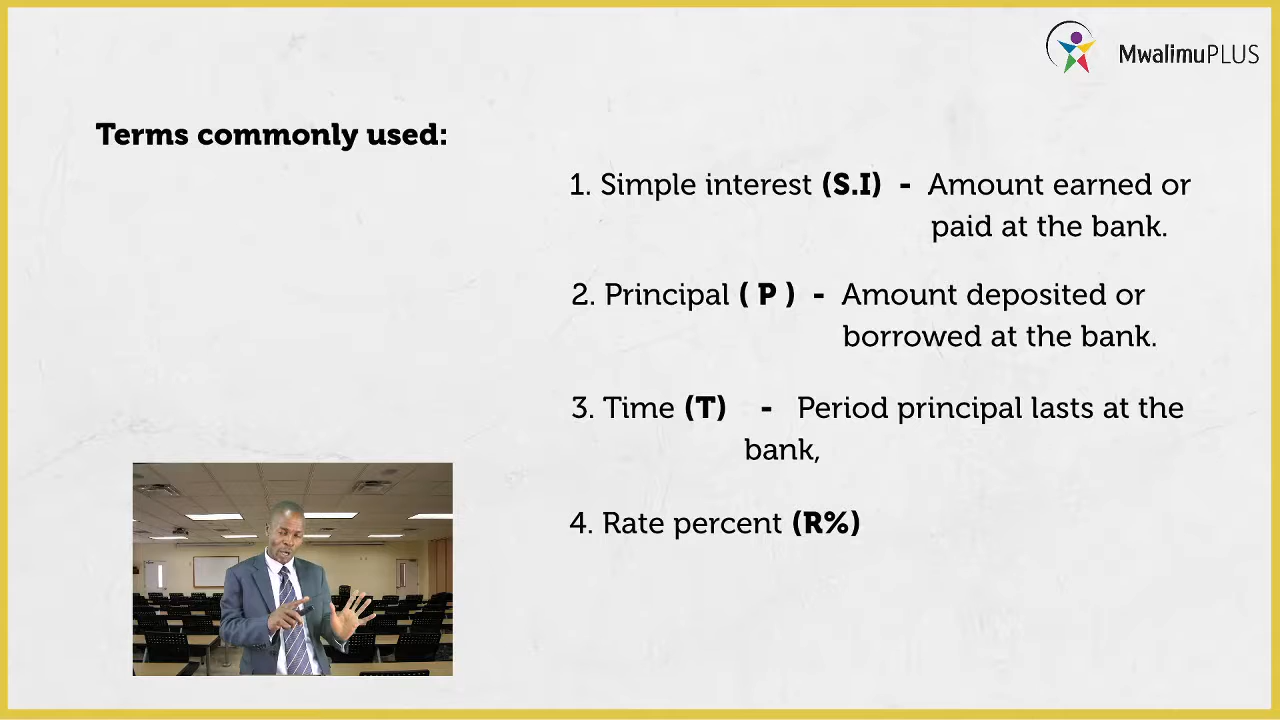 MwalimuPLUS
Terms commonly used:
1. Simple interest (S.I) - Amount earned or
paid at the bank.
2. Principal ( P ) - Amount deposited or
borrowed at the bank.
3. Time (T) - Period principal lasts at the
bank,
4. Rate percent (R%)